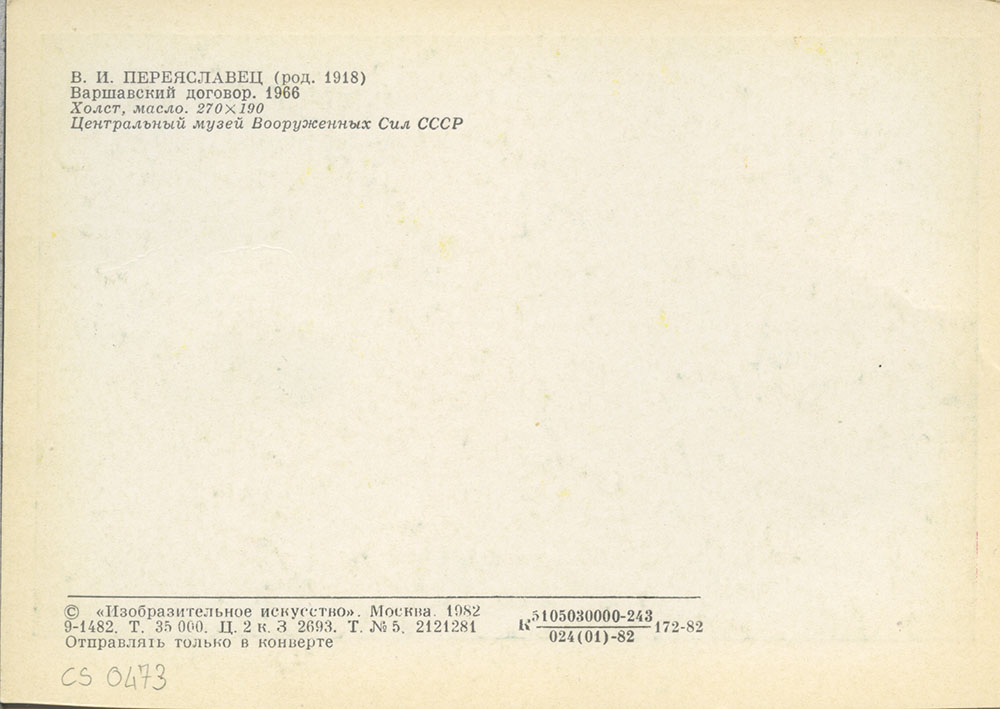 В. И. ПЕРЕЯСЛАВЕЦ (род. 1918)
Варшавский договор. 1966
Холст, масло. 270×190
Центральный музей Вооруженных Сил СССР
© «Изобразительное искусство». Москва. 1982
9-1482. Т. 35 000. Ц. 2 к. З 2693. Т. № 5. 2121281
Отправлять только в конверте
К 5105030000-243 / 024(01)-82 172-82
CS 0473